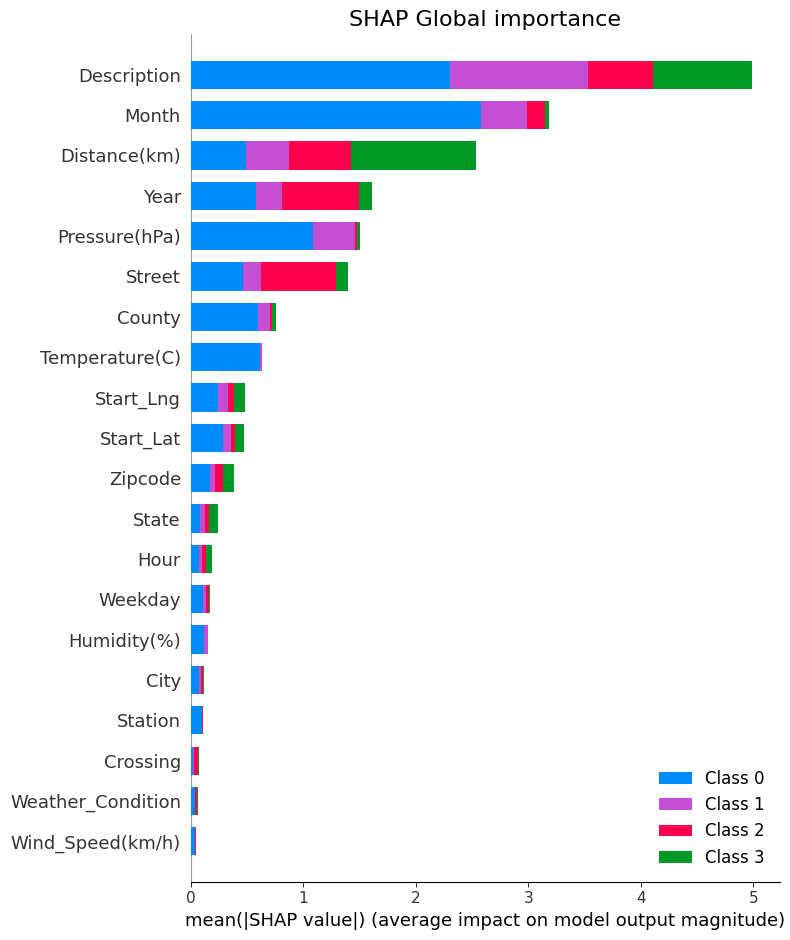 SHAP Global importance
Description
Month
Distance(km)
Year
Pressure(hPa)
Street
County
Temperature(C)
Start_Lng
Start_Lat
Zipcode
State
Hour
Weekday
Humidity(%)
City
Station
Crossing
Weather_Condition
Wind_Speed(km/h)
Class 0
Class 1
Class 2
Class 3
0 1 2 3 4 5
mean(|SHAP value|) (average impact on model output magnitude)